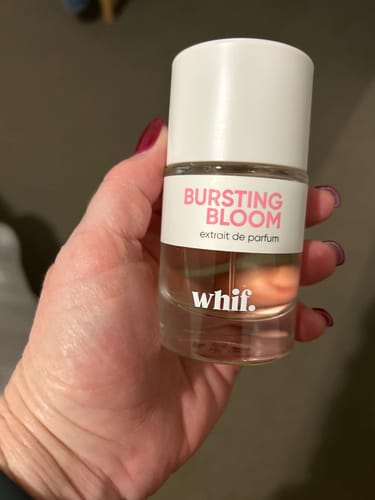 BURSTING
BLOOM
extrait de parfum
whif.